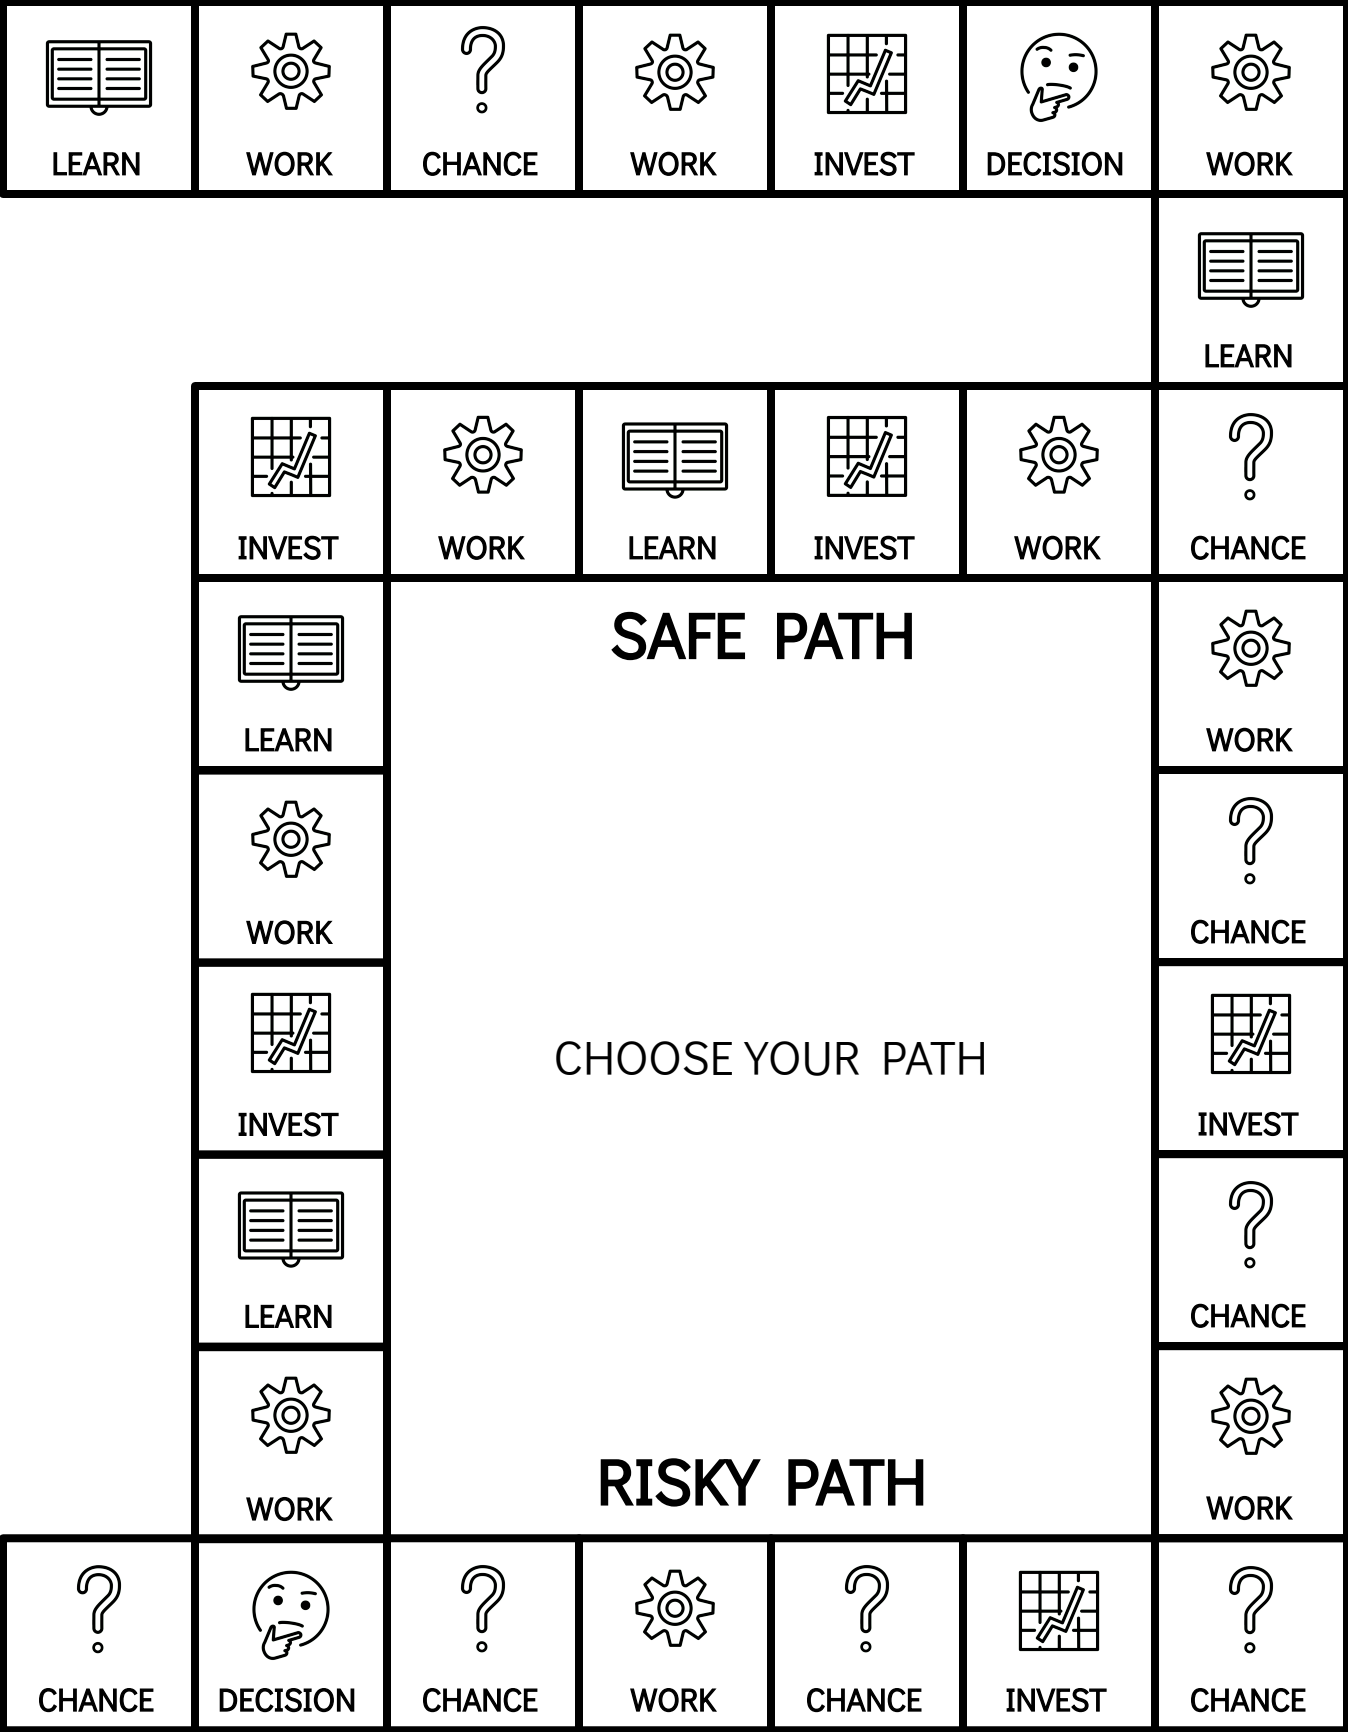 LEARN WORK CHANCE WORK INVEST DECISION WORK
LEARN
INVEST WORK LEARN INVEST WORK CHANCE
SAFE PATH
LEARN WORK
WORK CHANCE
CHOOSE YOUR PATH
INVEST INVEST
LEARN CHANCE
RISKY PATH
WORK WORK
CHANCE DECISION CHANCE WORK CHANCE INVEST CHANCE